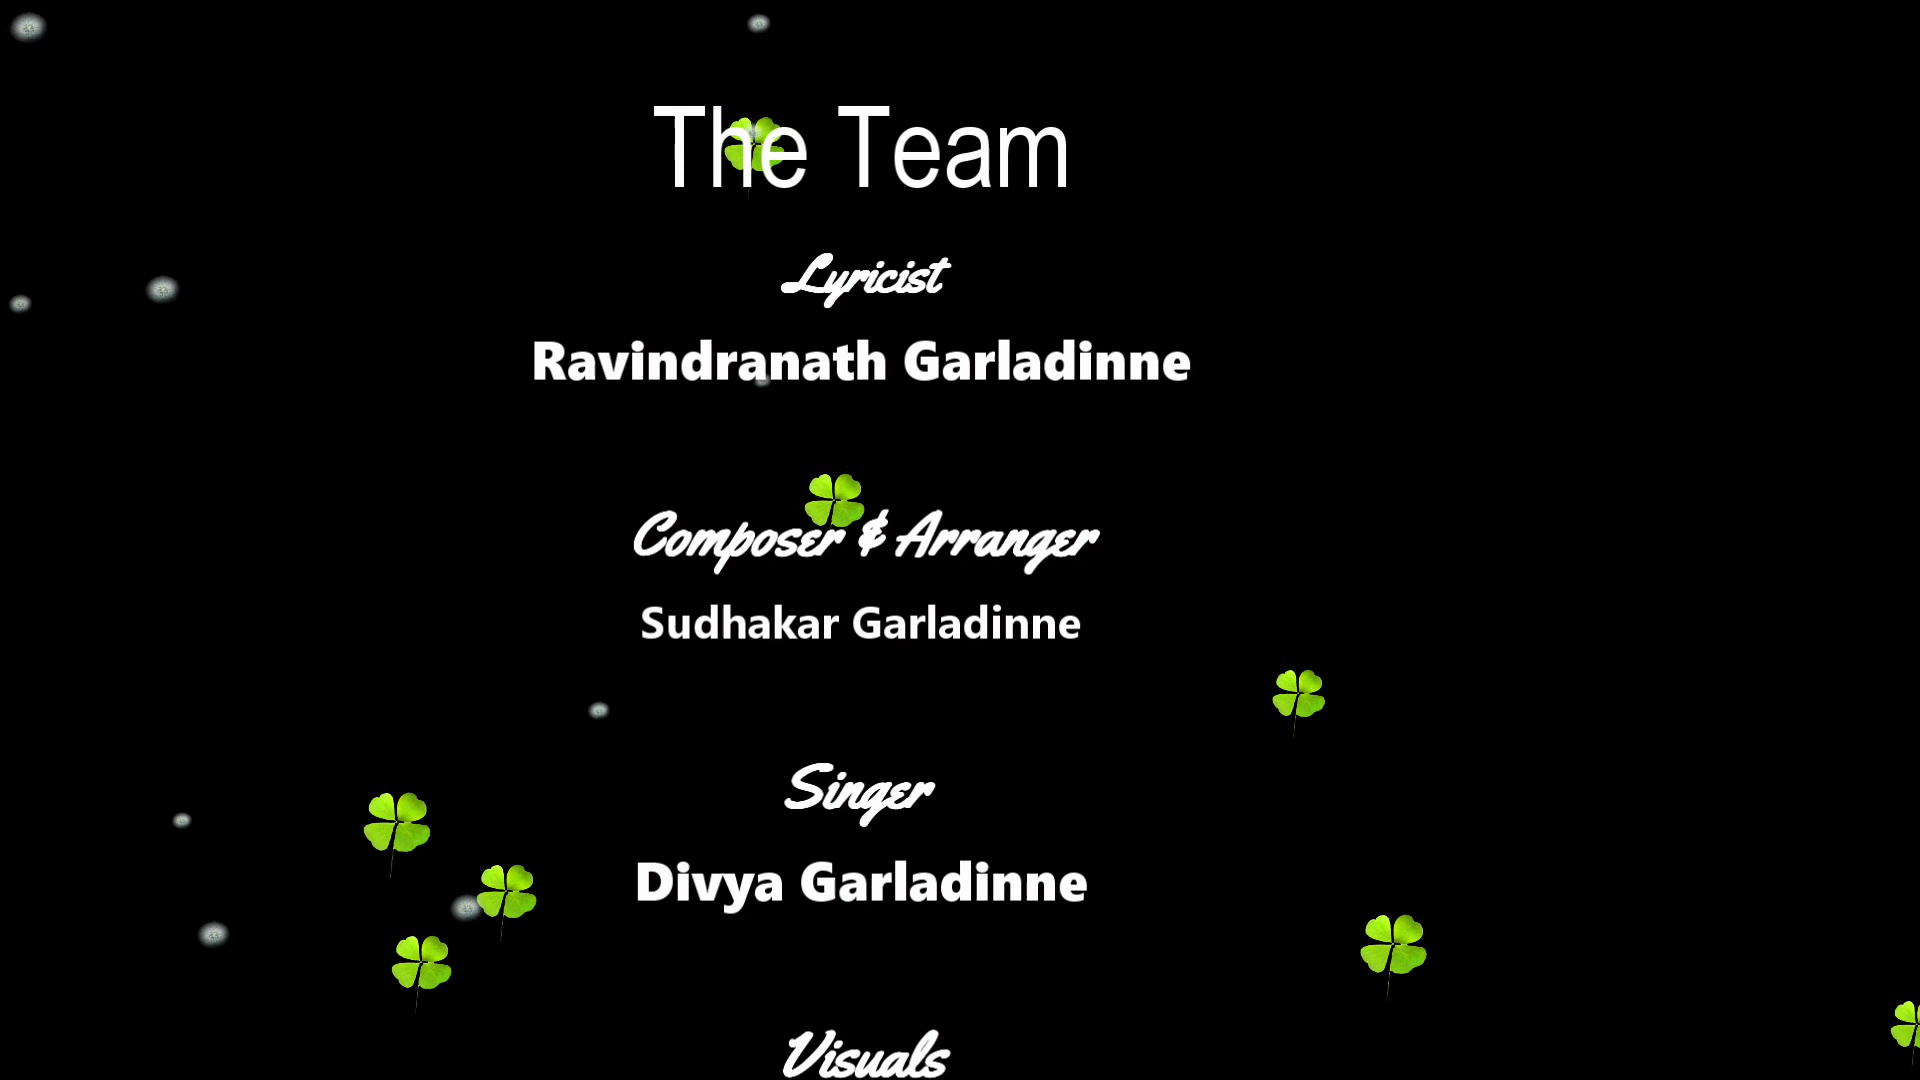 The Team
Lyricist
Ravindranath Garladinne
Composer & Arranger
Sudhakar Garladinne
Singer
Divya Garladinne
Visuals